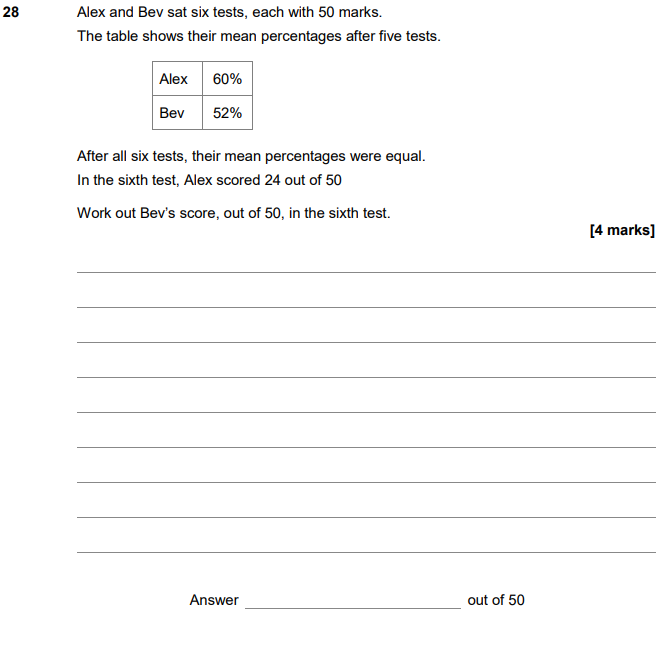 28 Alex and Bev sat six tests, each with 50 marks.
The table shows their mean percentages after five tests.
Alex 60%
Bev 52%
After all six tests, their mean percentages were equal.
In the sixth test, Alex scored 24 out of 50
Work out Bev's score, out of 50, in the sixth test.
[4 marks]
Answer out of 50